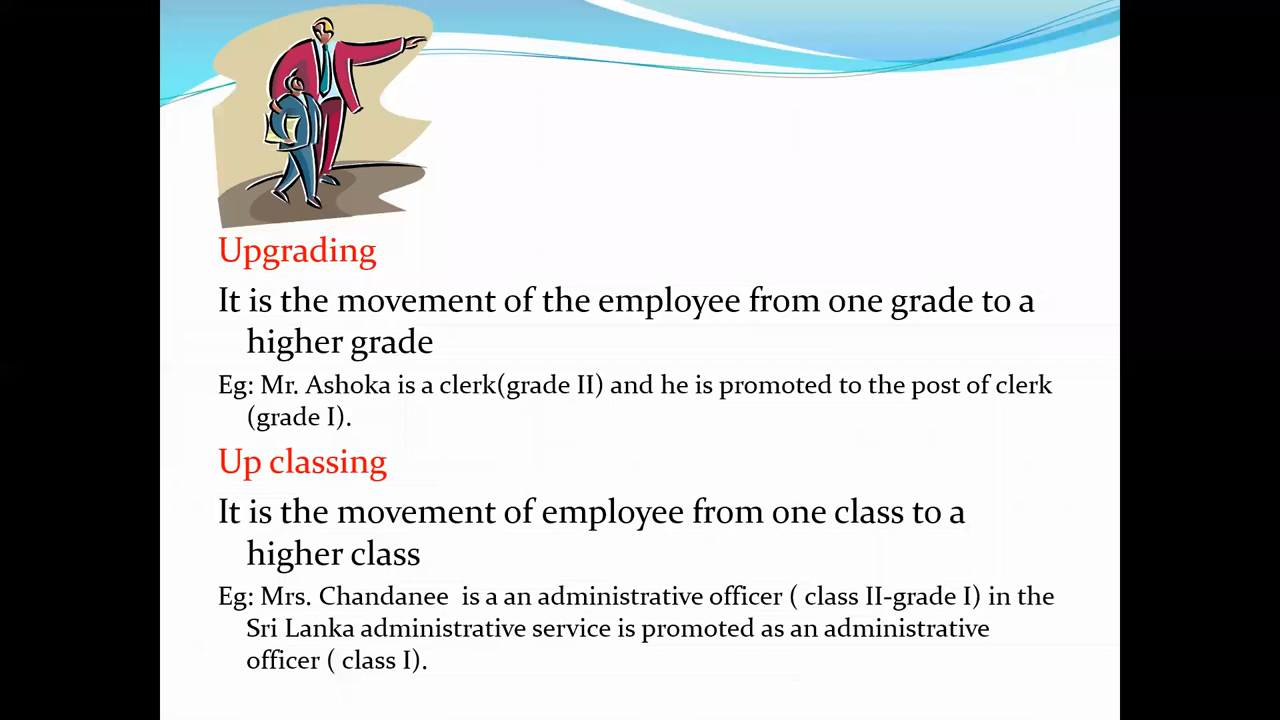 Upgrading
It is the movement of the employee from one grade to a
higher grade
Eg: Mr. Ashoka is a clerk(grade II) and he is promoted to the post of clerk
(grade I).
Up classing
It is the movement of employee from one class to a
higher class
Eg: Mrs. Chandanee  is a an administrative officer ( class II-grade I) in the
Sri Lanka administrative service is promoted as an administrative
officer ( class I).